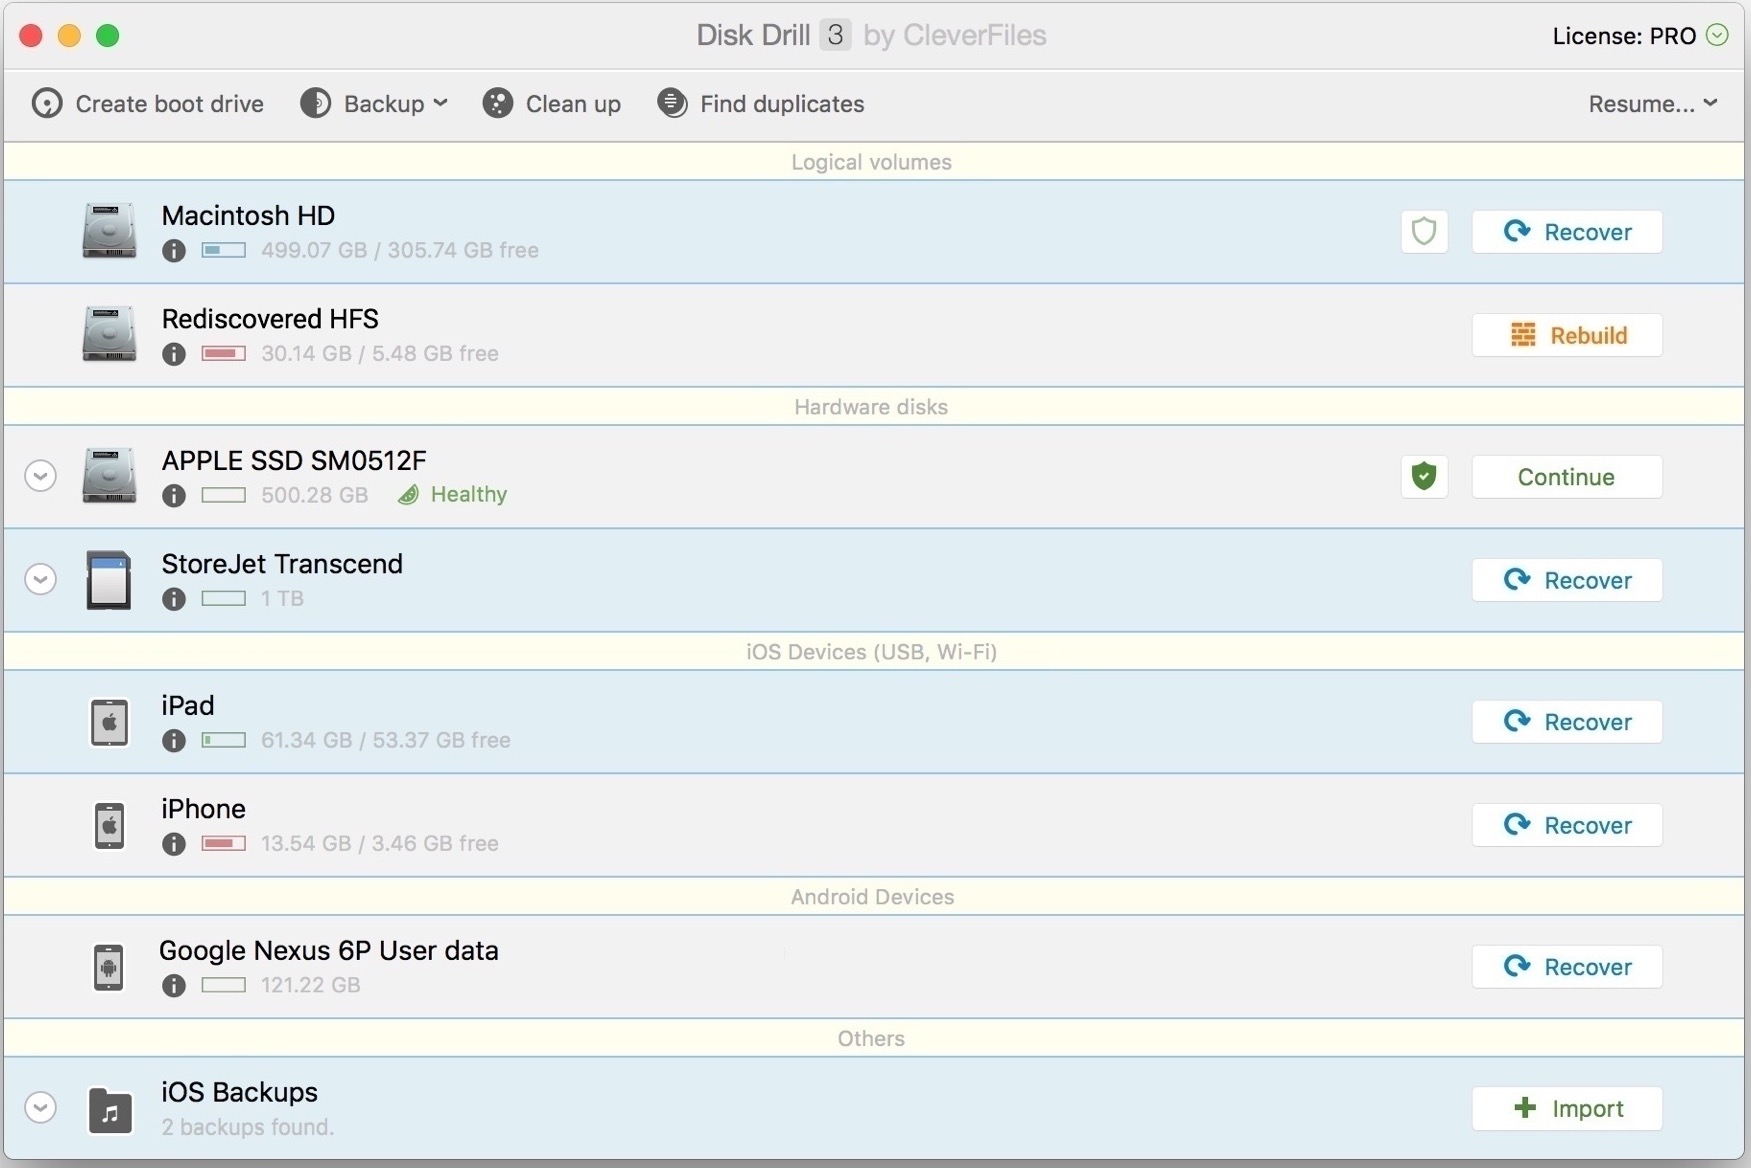 Disk Drill 3 by CleverFiles
License: PRO
Create boot drive
Backup
Clean up
Find duplicates
Resume...
Logical volumes
Macintosh HD
499.07 GB / 305.74 GB free
Recover
Rediscovered HFS
30.14 GB / 5.48 GB free
Rebuild
Hardware disks
APPLE SSD SM0512F
500.28 GB Healthy
Continue
StoreJet Transcend
1 TB
Recover
iOS Devices (USB, Wi-Fi)
iPad
61.34 GB / 53.37 GB free
Recover
iPhone
13.54 GB / 3.46 GB free
Recover
Android Devices
Google Nexus 6P User data
121.22 GB
Recover
Others
iOS Backups
2 backups found.
Import